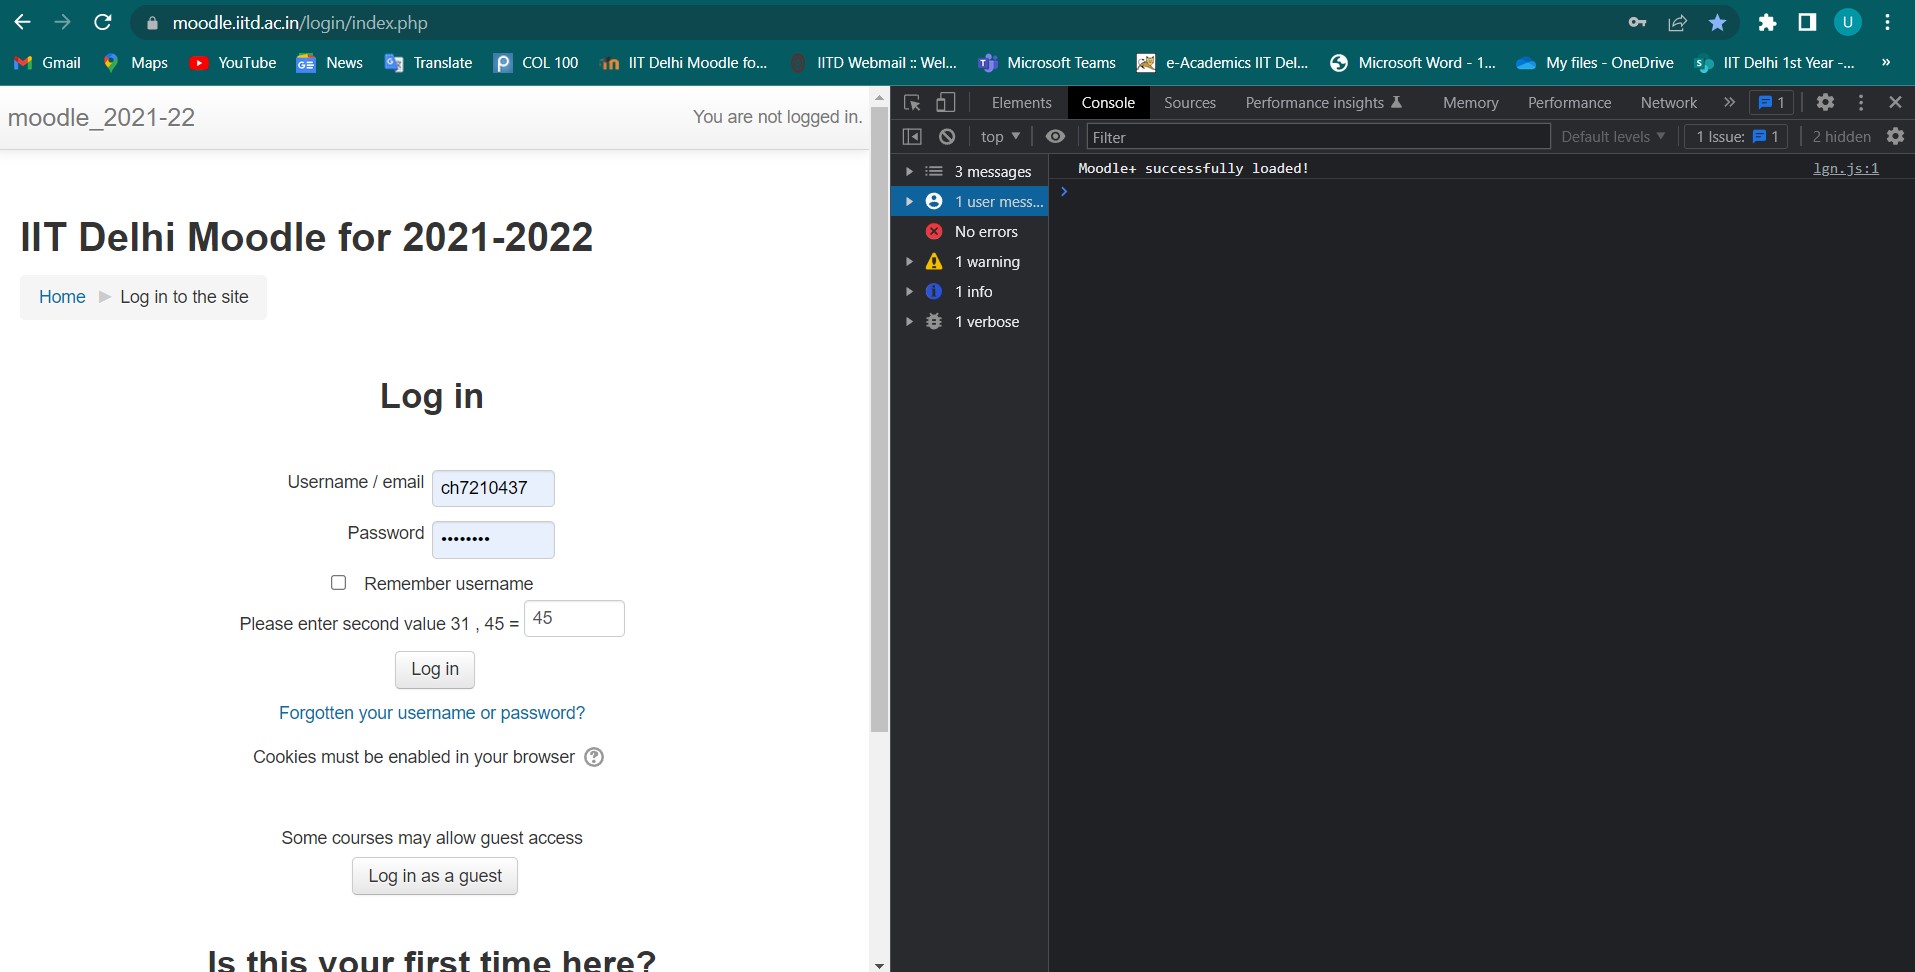 moodle.iitd.ac.in/login/index.php
U
Gmail Maps YouTube News Translate COL 100 IIT Delhi Moodle fo... IITD Webmail :: Wel... Microsoft Teams e-Academics IIT Del... Microsoft Word - 1... My files - OneDrive IIT Delhi 1st Year -... »
moodle_2021-22
You are not logged in.
IIT Delhi Moodle for 2021-2022
Home ► Log in to the site
Log in
Username / email ch7210437
Password ••••••••
Remember username
Please enter second value 31 , 45 = 45
Log in
Forgotten your username or password?
Cookies must be enabled in your browser ?
Some courses may allow guest access
Log in as a guest
Is this your first time here?
Elements Console Sources Performance insights Memory Performance Network » 1
top Filter Default levels 1 Issue: 1 2 hidden
3 messages
1 user mess...
No errors
1 warning
1 info
1 verbose
Moodle+ successfully loaded! lgn.js:1